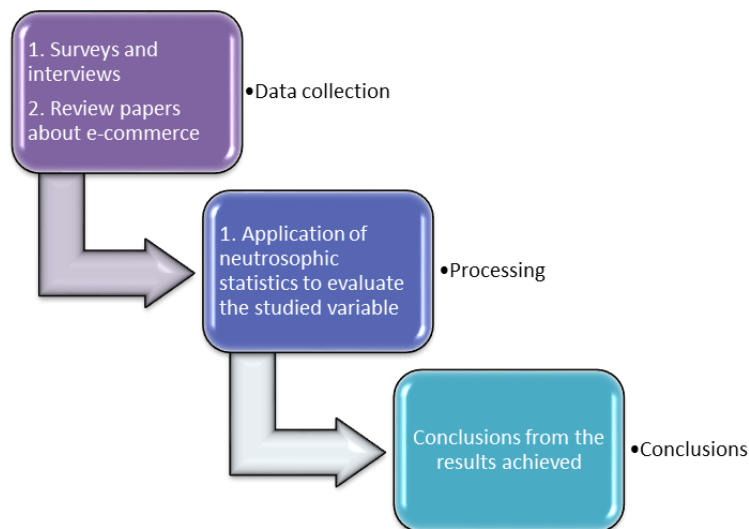 1. Surveys and
interviews
2. Review papers
about e-commerce
•Data collection
1. Application of
neutrosophic
statistics to evaluate
the studied variable
•Processing
Conclusions from the
results achieved
•Conclusions